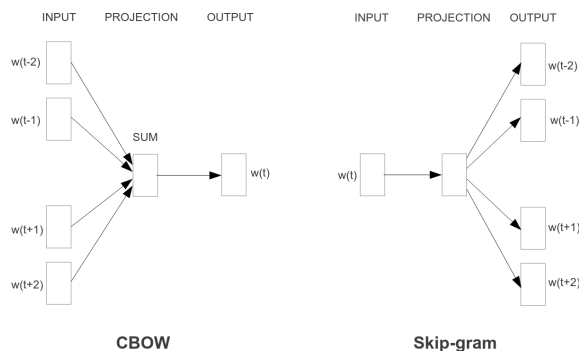 INPUT PROJECTION OUTPUT
w(t-2)
w(t-1)
SUM
w(t)
w(t+1)
w(t+2)
CBOW
INPUT PROJECTION OUTPUT
w(t-2)
w(t-1)
w(t)
w(t+1)
w(t+2)
Skip-gram